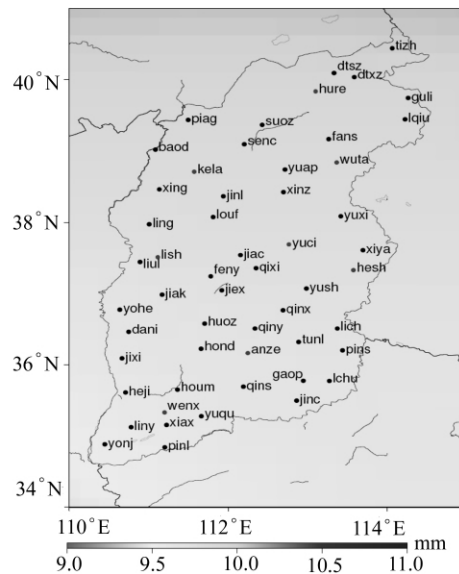 tizh
dtsz
40°N
dtxz
hure
guli
piag
suoz
lqiu
baod
senc
fans
wuta
kela
yuap
xing
jinl
xinz
louf
yuxi
38°N
ling
yuci
lish
jiac
xiya
liul
feny
qixi
hesh
jiak
jiex
yush
yohe
qinx
dani
huoz
qiny
lich
hond
tunl
pins
jixi
anze
36°N
gaop
heji
houm
qins
lchu
wenx
jinc
liny
xiax
yuqu
yonj
pinl
34°N
110°E 112°E 114°E
mm
9.0 9.5 10.0 10.5 11.0